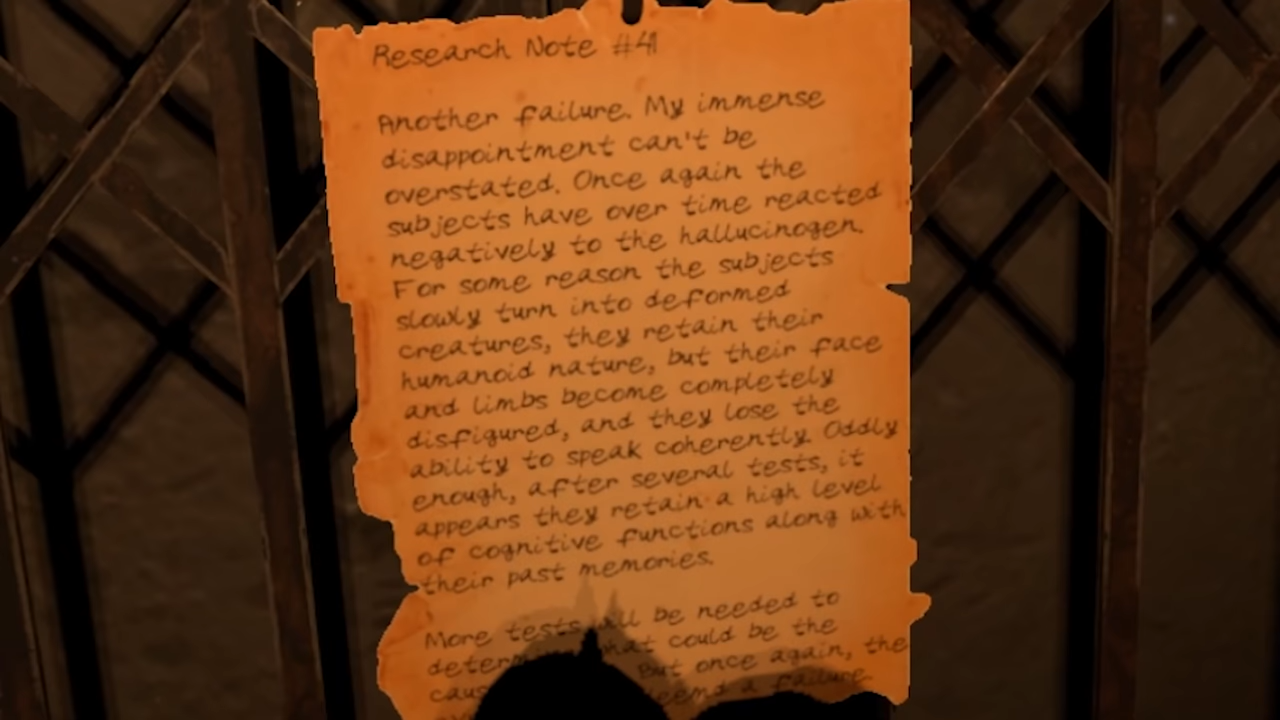 Research Note #41
Another failure. My immense
disappointment can't be
overstated. Once again the
subjects have over time reacted
negatively to the hallucinogen.
For some reason the subjects
slowly turn into deformed
creatures, they retain their
humanoid nature, but their face
and limbs become completely
disfigured, and they lose the
ability to speak coherently. Oddly
enough, after several tests, it
appears they retain a high level
of cognitive functions along with
their past memories.
More tests be needed to
could be the
But once again, the
a failure